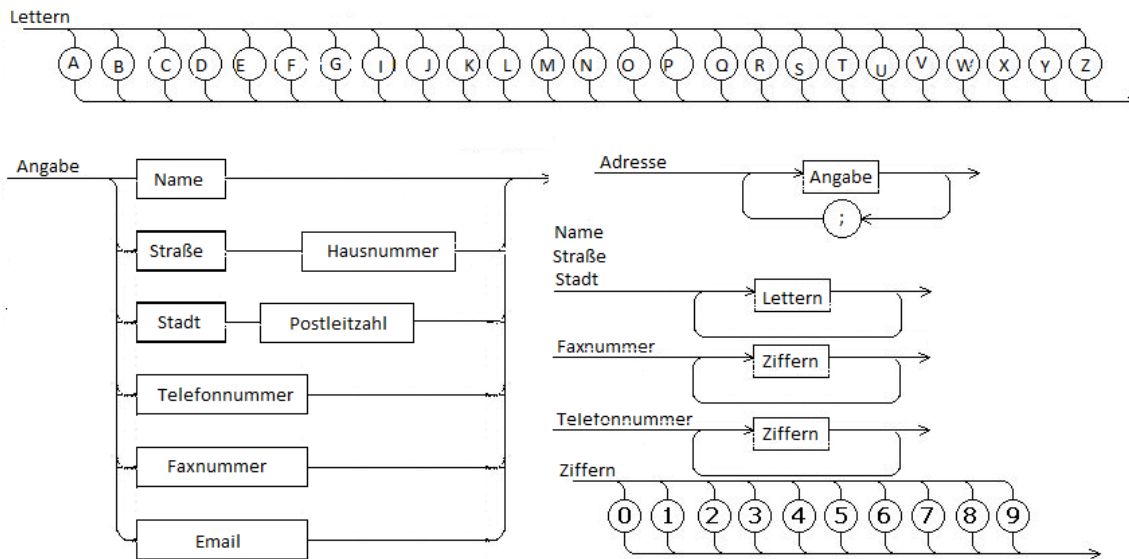 Lettern
A B C D E F G I J K L M N O P Q R S T U V W X Y Z
Angabe
Name
Straße Hausnummer
Stadt Postleitzahl
Telefonnummer
Faxnummer
Email
Adresse
Angabe
;
Name
Straße
Stadt
Lettern
Faxnummer
Ziffern
Telefonnummer
Ziffern
Ziffern
0 1 2 3 4 5 6 7 8 9